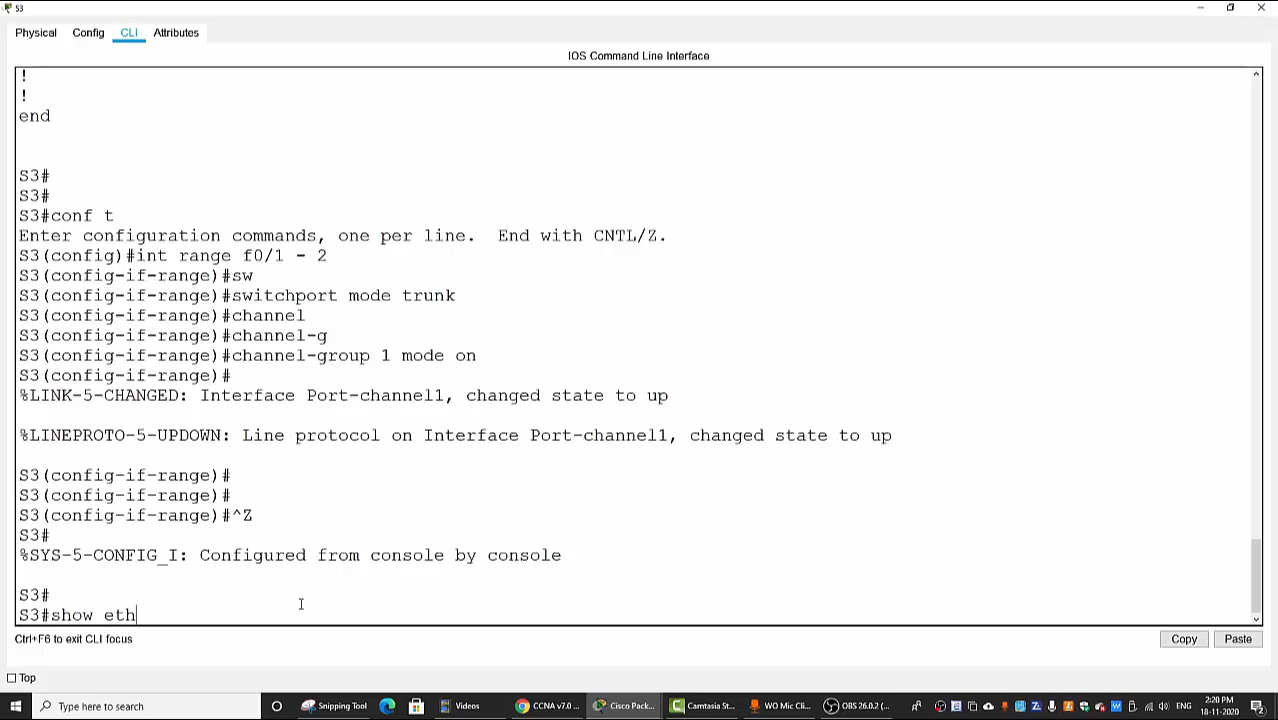 S3
Physical Config CLI Attributes
IOS Command Line Interface
!
!
end
S3#
S3#
S3#conf t
Enter configuration commands, one per line. End with CNTL/Z.
S3(config)#int range f0/1 - 2
S3(config-if-range)#sw
S3(config-if-range)#switchport mode trunk
S3(config-if-range)#channel
S3(config-if-range)#channel-g
S3(config-if-range)#channel-group 1 mode on
S3(config-if-range)#
%LINK-5-CHANGED: Interface Port-channel1, changed state to up
%LINEPROTO-5-UPDOWN: Line protocol on Interface Port-channel1, changed state to up
S3(config-if-range)#
S3(config-if-range)#
S3(config-if-range)#^Z
S3#
%SYS-5-CONFIG_I: Configured from console by console
S3#
S3#show eth
Ctrl+F6 to exit CLI focus
Copy Paste
Top
Type here to search Snipping Tool Videos CCNA v7.0 ... Cisco Pack... Camtasia St... WO Mic Cli... OBS 26.0.2 (... ENG 2:20 PM
18-11-2020 2